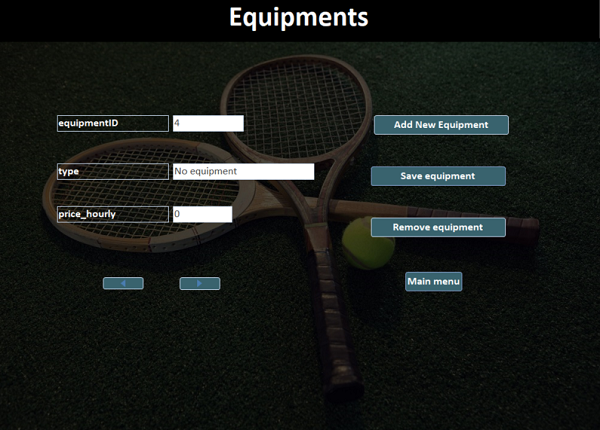 Equipments
equipmentID 4 Add New Equipment
type No equipment Save equipment
price_hourly 0 Remove equipment
Main menu